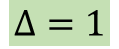 Δ = 1